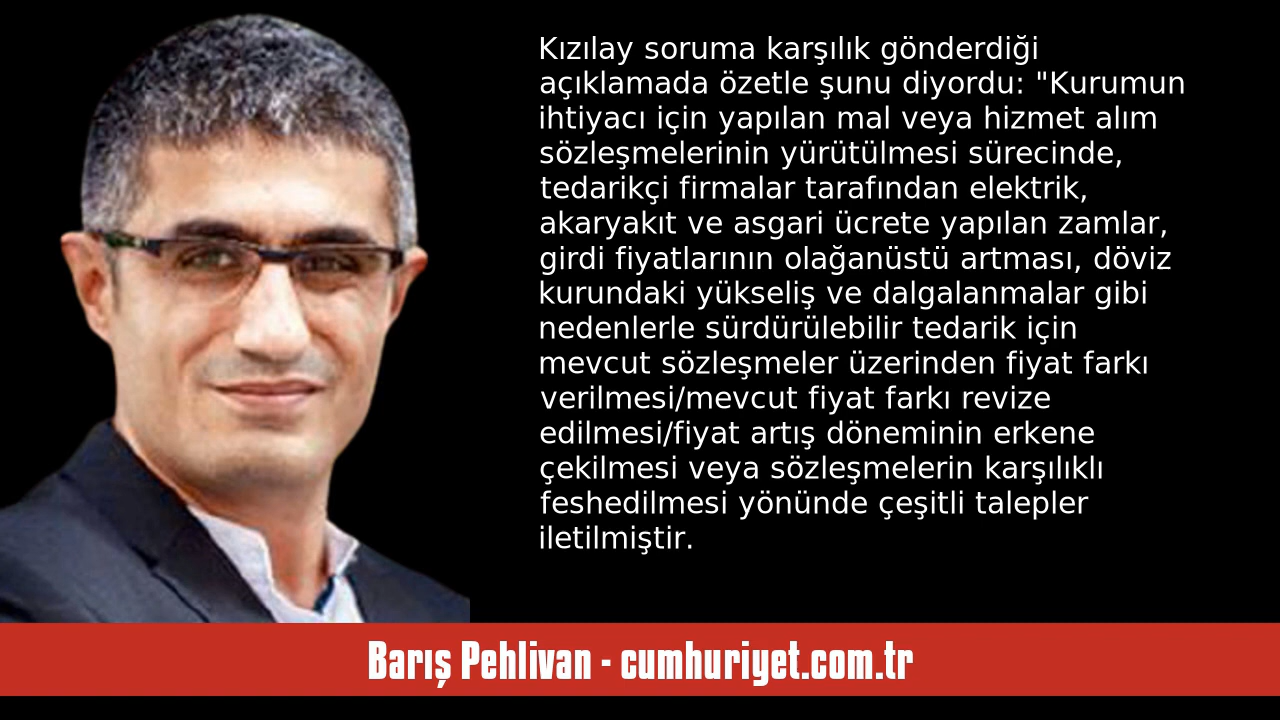 Kızılay soruma karşılık gönderdiği
açıklamada özetle şunu diyordu: "Kurumun
ihtiyacı için yapılan mal veya hizmet alım
sözleşmelerinin yürütülmesi sürecinde,
tedarikçi firmalar tarafından elektrik,
akaryakıt ve asgari ücrete yapılan zamlar,
girdi fiyatlarının olağanüstü artması, döviz
kurundaki yükseliş ve dalgalanmalar gibi
nedenlerle sürdürülebilir tedarik için
mevcut sözleşmeler üzerinden fiyat farkı
verilmesi/mevcut fiyat farkı revize
edilmesi/fiyat artış döneminin erkene
çekilmesi veya sözleşmelerin karşılıklı
feshedilmesi yönünde çeşitli talepler
iletilmiştir.
Barış Pehlivan - cumhuriyet.com.tr